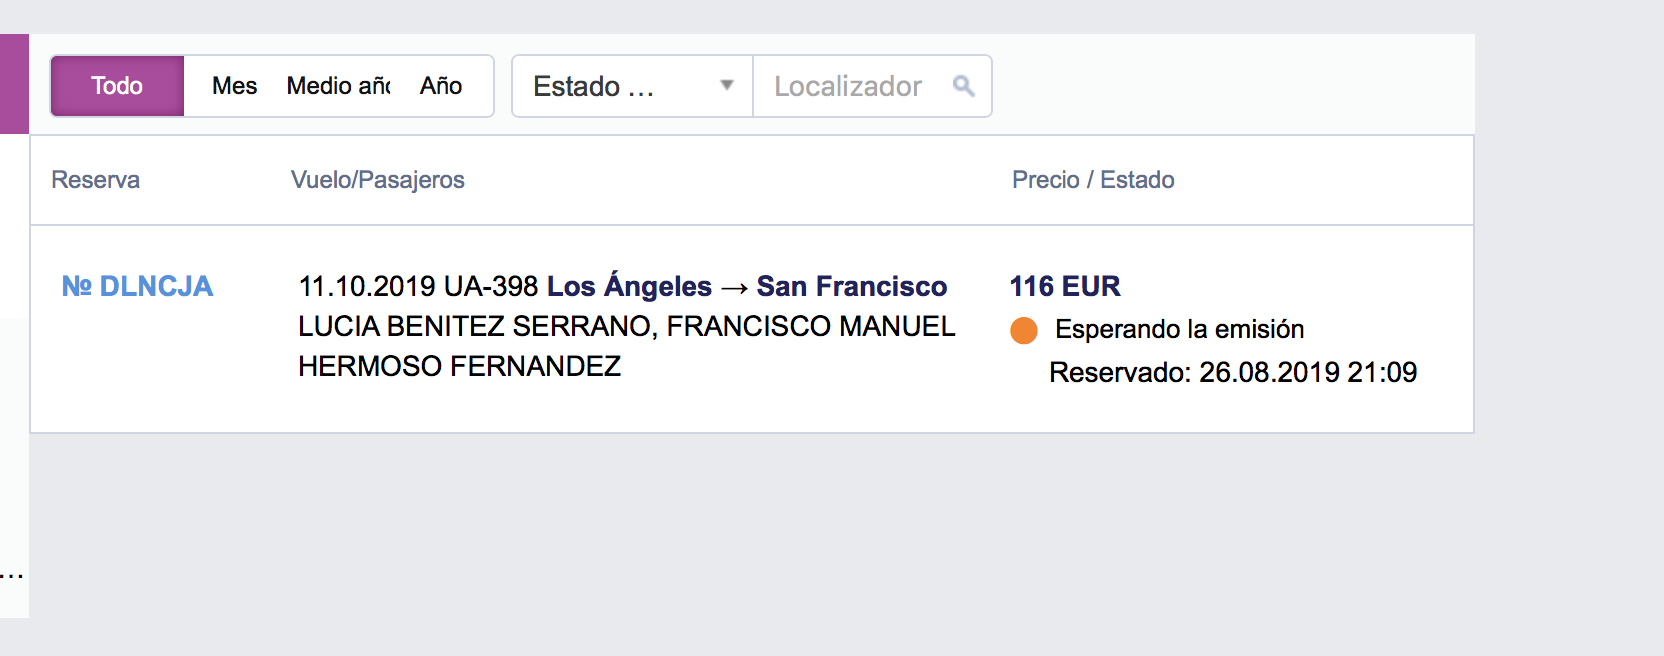 Todo Mes Medio año Año Estado ... Localizador
Reserva Vuelo/Pasajeros Precio / Estado
№ DLNCJA 11.10.2019 UA-398 Los Ángeles → San Francisco 116 EUR
LUCIA BENITEZ SERRANO, FRANCISCO MANUEL Esperando la emisión
HERMOSO FERNANDEZ Reservado: 26.08.2019 21:09
...